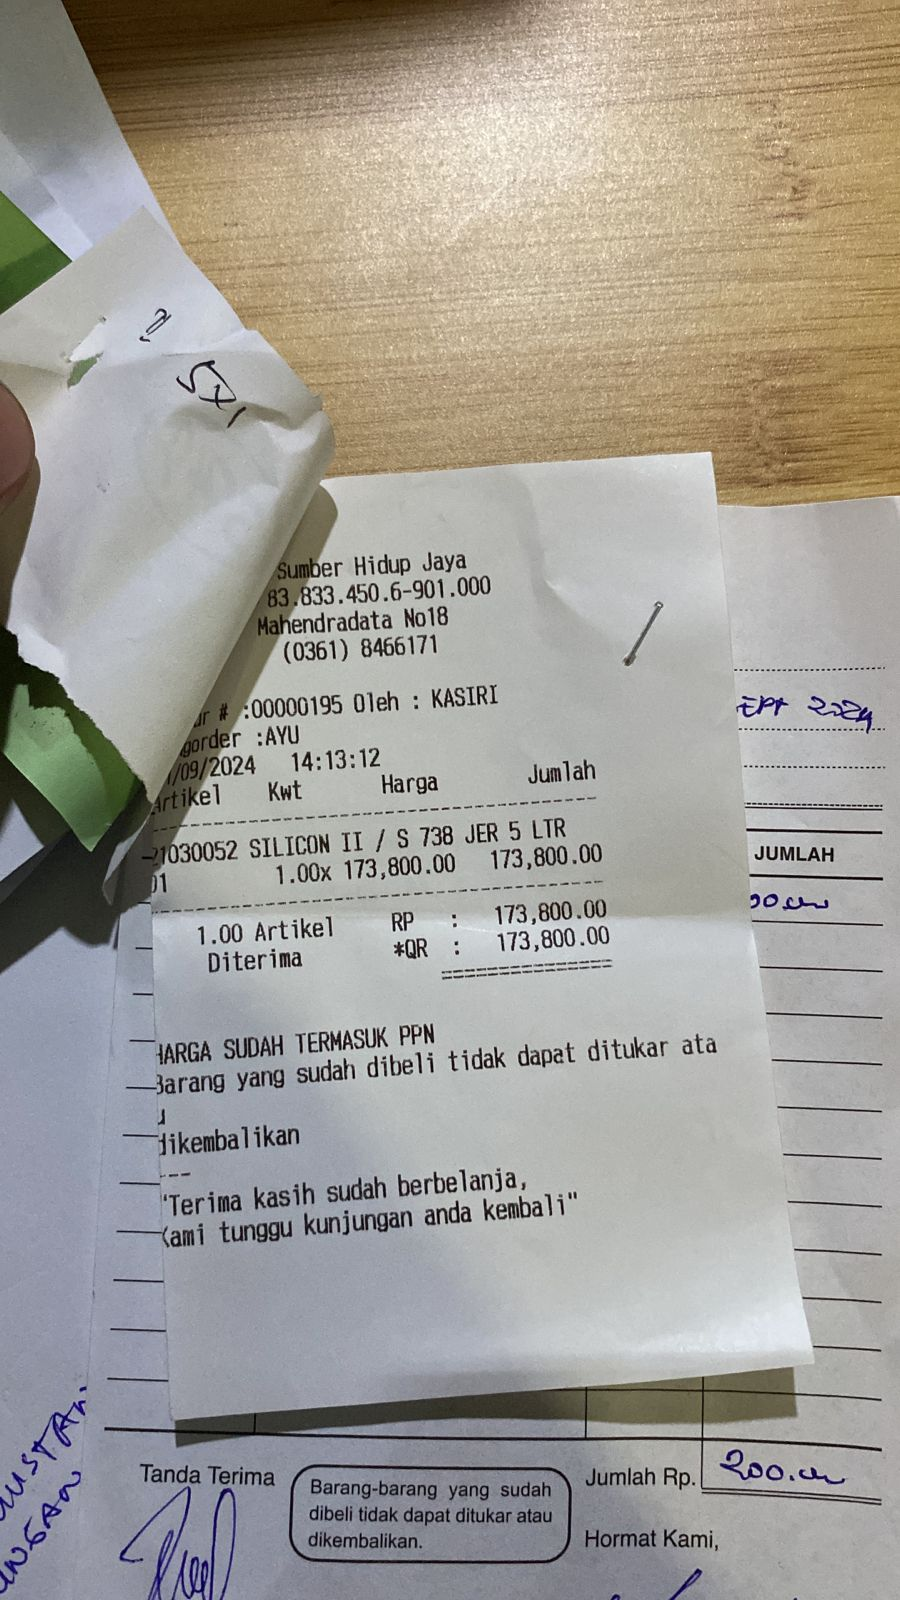 Sumber Hidup Jaya
83.833.450.6-901.000
Mahendradata No18
(0361) 8466171
# :00000195 Oleh : KASIRI
:AYU
/09/2024 14:13:12
Artikel Kwt Harga Jumlah
21030052 SILICON II / S 738 JER 5 LTR
01 1.00x 173,800.00 173,800.00
1.00 Artikel RP : 173,800.00
Diterima *QR : 173,800.00
HARGA SUDAH TERMASUK PPN
Barang yang sudah dibeli tidak dapat ditukar ata
u
dikembalikan
---
"Terima kasih sudah berbelanja,
Kami tunggu kunjungan anda kembali"
2024
JUMLAH
Tanda Terima
Barang-barang yang sudah
dibeli tidak dapat ditukar atau
dikembalikan.
Jumlah Rp.
Hormat Kami,